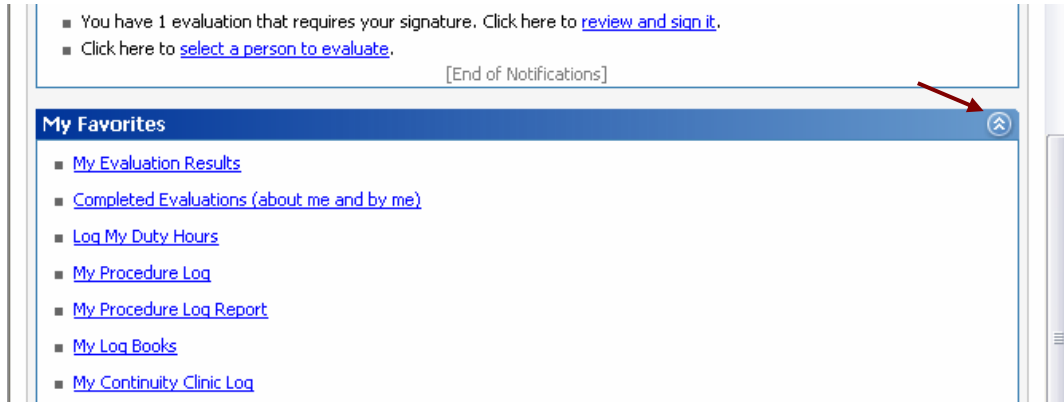 You have 1 evaluation that requires your signature. Click here to review and sign it.
Click here to select a person to evaluate.
[End of Notifications]
My Favorites
My Evaluation Results
Completed Evaluations (about me and by me)
Log My Duty Hours
My Procedure Log
My Procedure Log Report
My Log Books
My Continuity Clinic Log